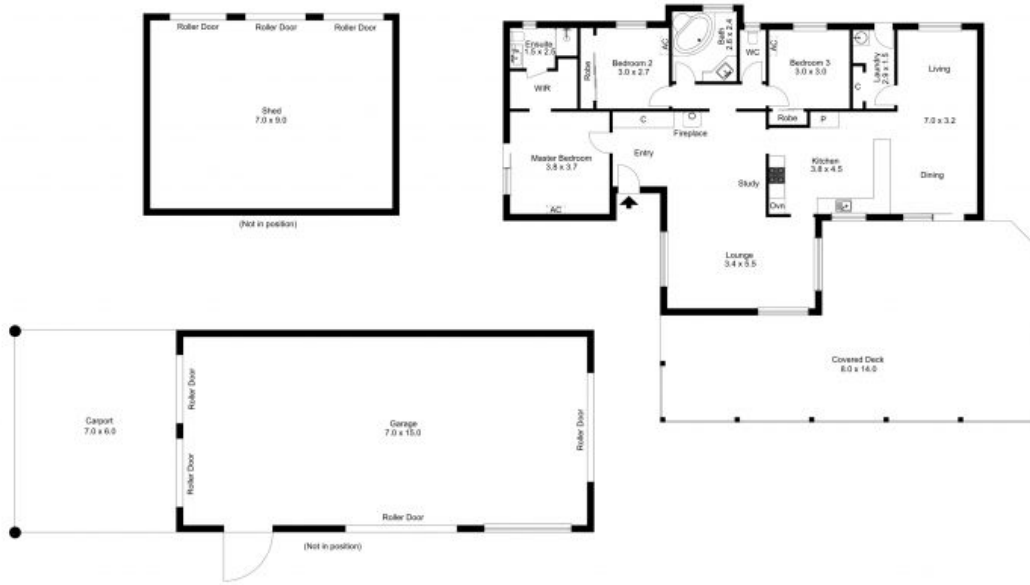 Roller Door
Roller Door
Roller Door
Shed
7.0 x 9.0
(Not in position)
Ensuite
1.5 x 2.5
WIR
Robe
Bedroom 2
3.0 x 2.7
AC
Bath
2.6 x 2.4
WC
AC
Bedroom 3
3.0 x 3.0
Laundry
2.9 x 1.5
C
Living
7.0 x 3.2
Dining
Robe
P
C
Fireplace
Entry
Master Bedroom
3.8 x 3.7
AC
Kitchen
3.8 x 4.5
Study
Ovn
Lounge
3.4 x 5.5
Covered Deck
8.0 x 14.0
Carport
7.0 x 6.0
Roller Door
Roller Door
Garage
7.0 x 15.0
Roller Door
Roller Door
(Not in position)